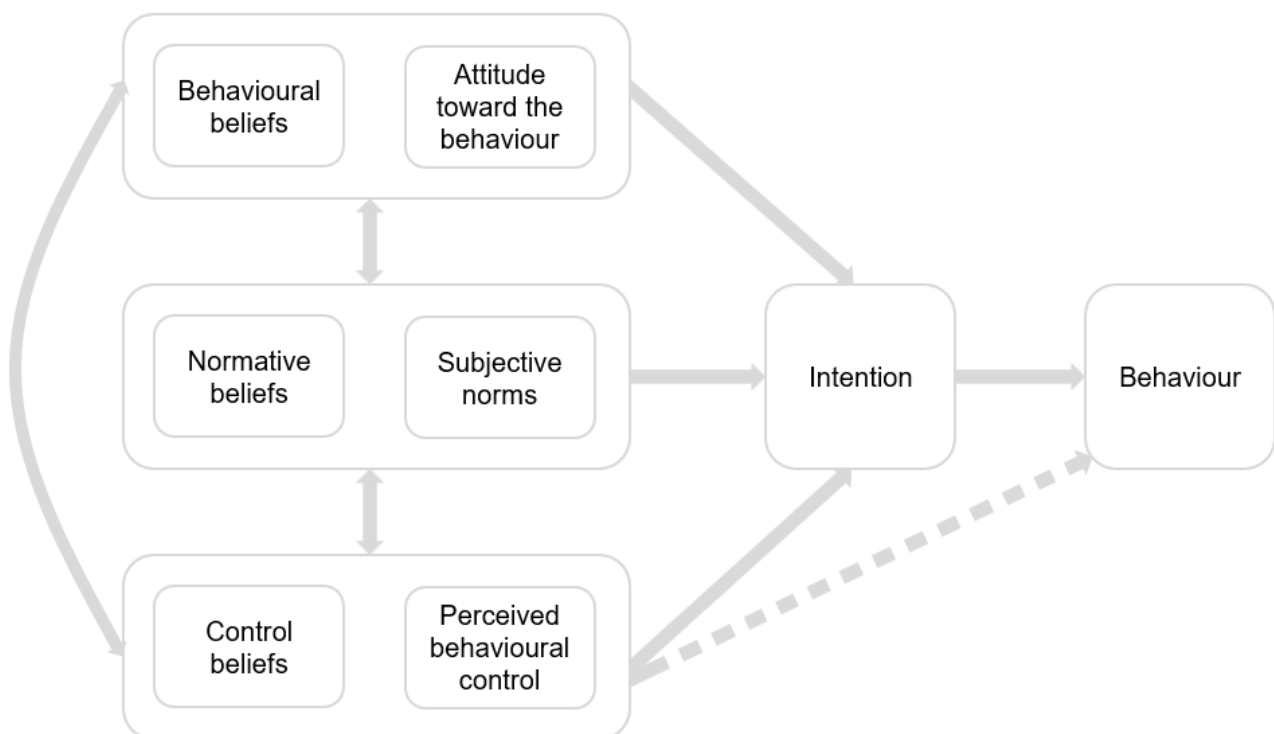 Behavioural
beliefs
Attitude
toward the
behaviour
Normative
beliefs
Subjective
norms
Intention
Behaviour
Control
beliefs
Perceived
behavioural
control